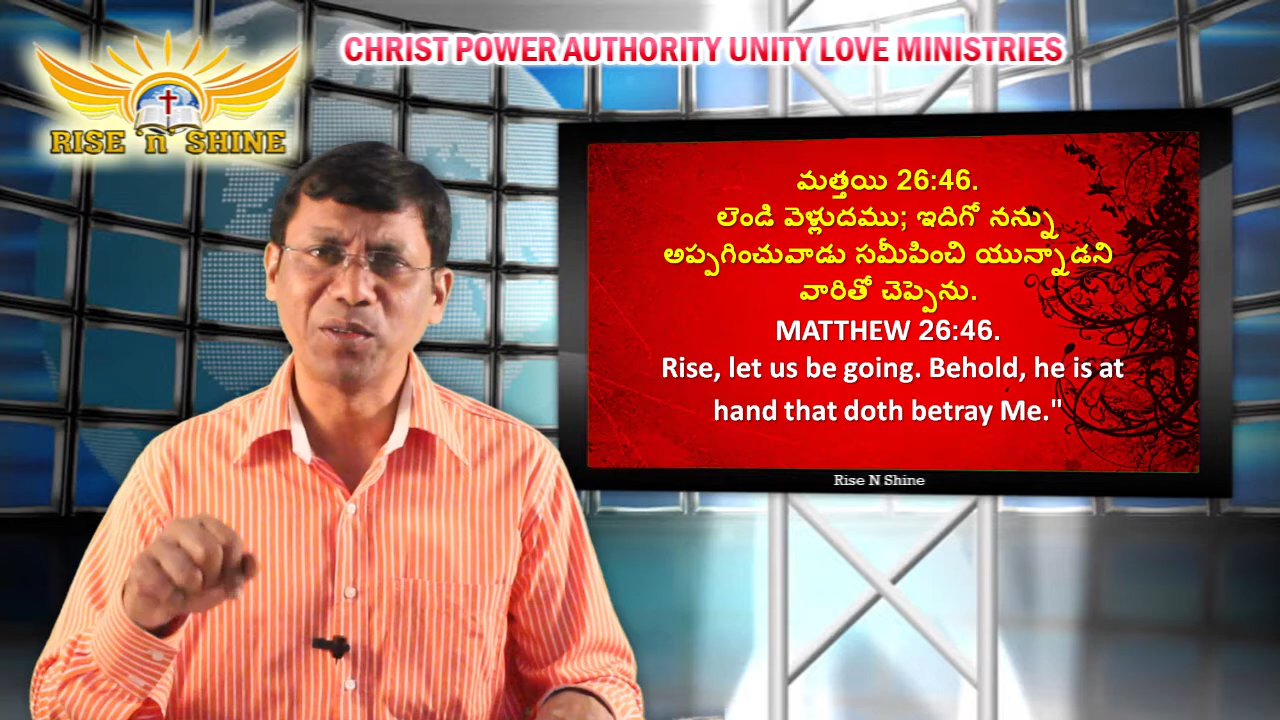 CHRIST POWER AUTHORITY UNITY LOVE MINISTRIES
RISE 'n' SHINE
మత్తయి 26:46.
లెండి వెళ్లుదము; ఇదిగో నన్ను
అప్పగించువాడు సమీపించి యున్నాడని
వారితో చెప్పెను.
MATTHEW 26:46.
Rise, let us be going. Behold, he is at
hand that doth betray Me."
Rise N Shine